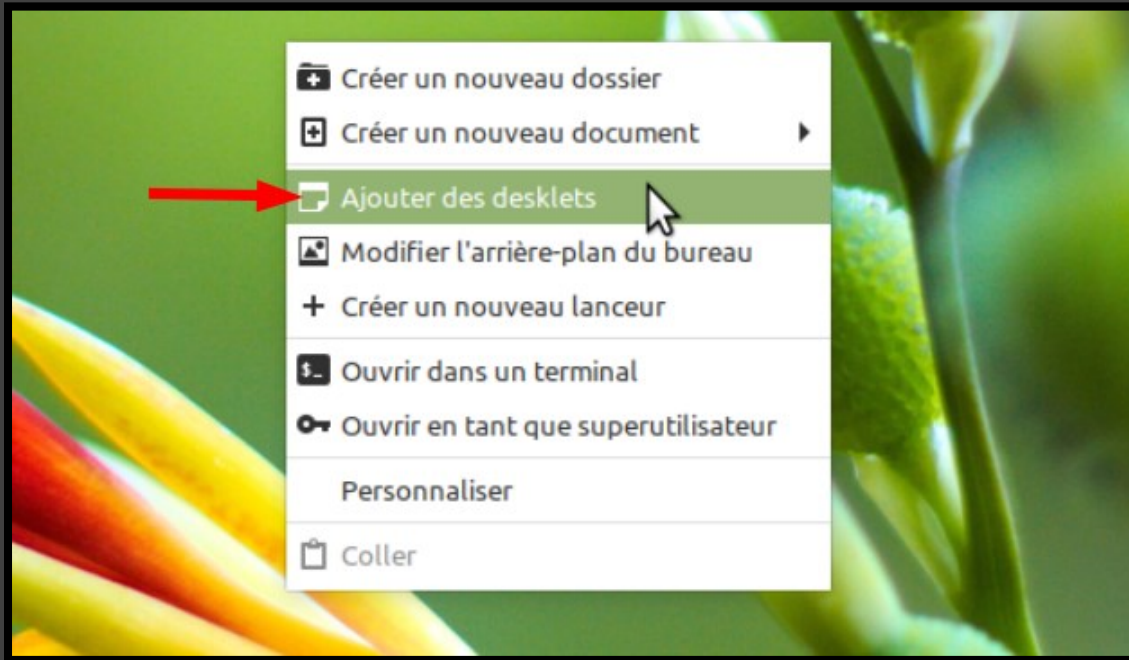 Créer un nouveau dossier
Créer un nouveau document
Ajouter des desklets
Modifier l'arrière-plan du bureau
Créer un nouveau lanceur
$_ Ouvrir dans un terminal
Ouvrir en tant que superutilisateur
Personnaliser
Coller